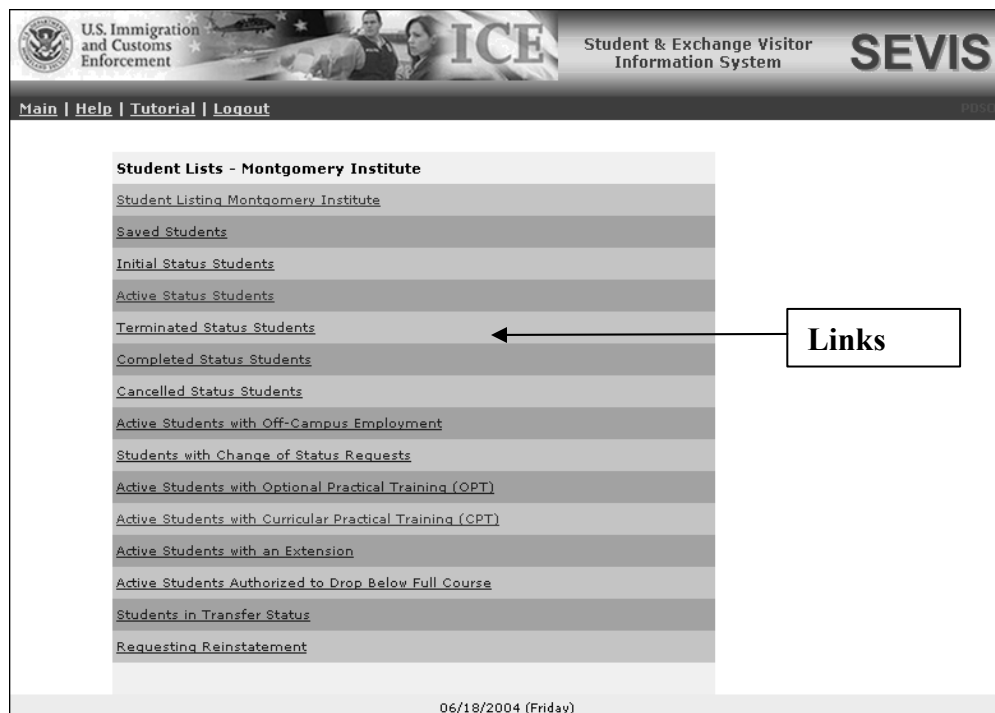 U.S. Immigration
and Customs
Enforcement
ICE
Student & Exchange Visitor
Information System
SEVIS
Main | Help | Tutorial | Logout
Student Lists - Montgomery Institute
Student Listing Montgomery Institute
Saved Students
Initial Status Students
Active Status Students
Terminated Status Students
Links
Completed Status Students
Cancelled Status Students
Active Students with Off-Campus Employment
Students with Change of Status Requests
Active Students with Optional Practical Training (OPT)
Active Students with Curricular Practical Training (CPT)
Active Students with an Extension
Active Students Authorized to Drop Below Full Course
Students in Transfer Status
Requesting Reinstatement
06/18/2004 (Friday)